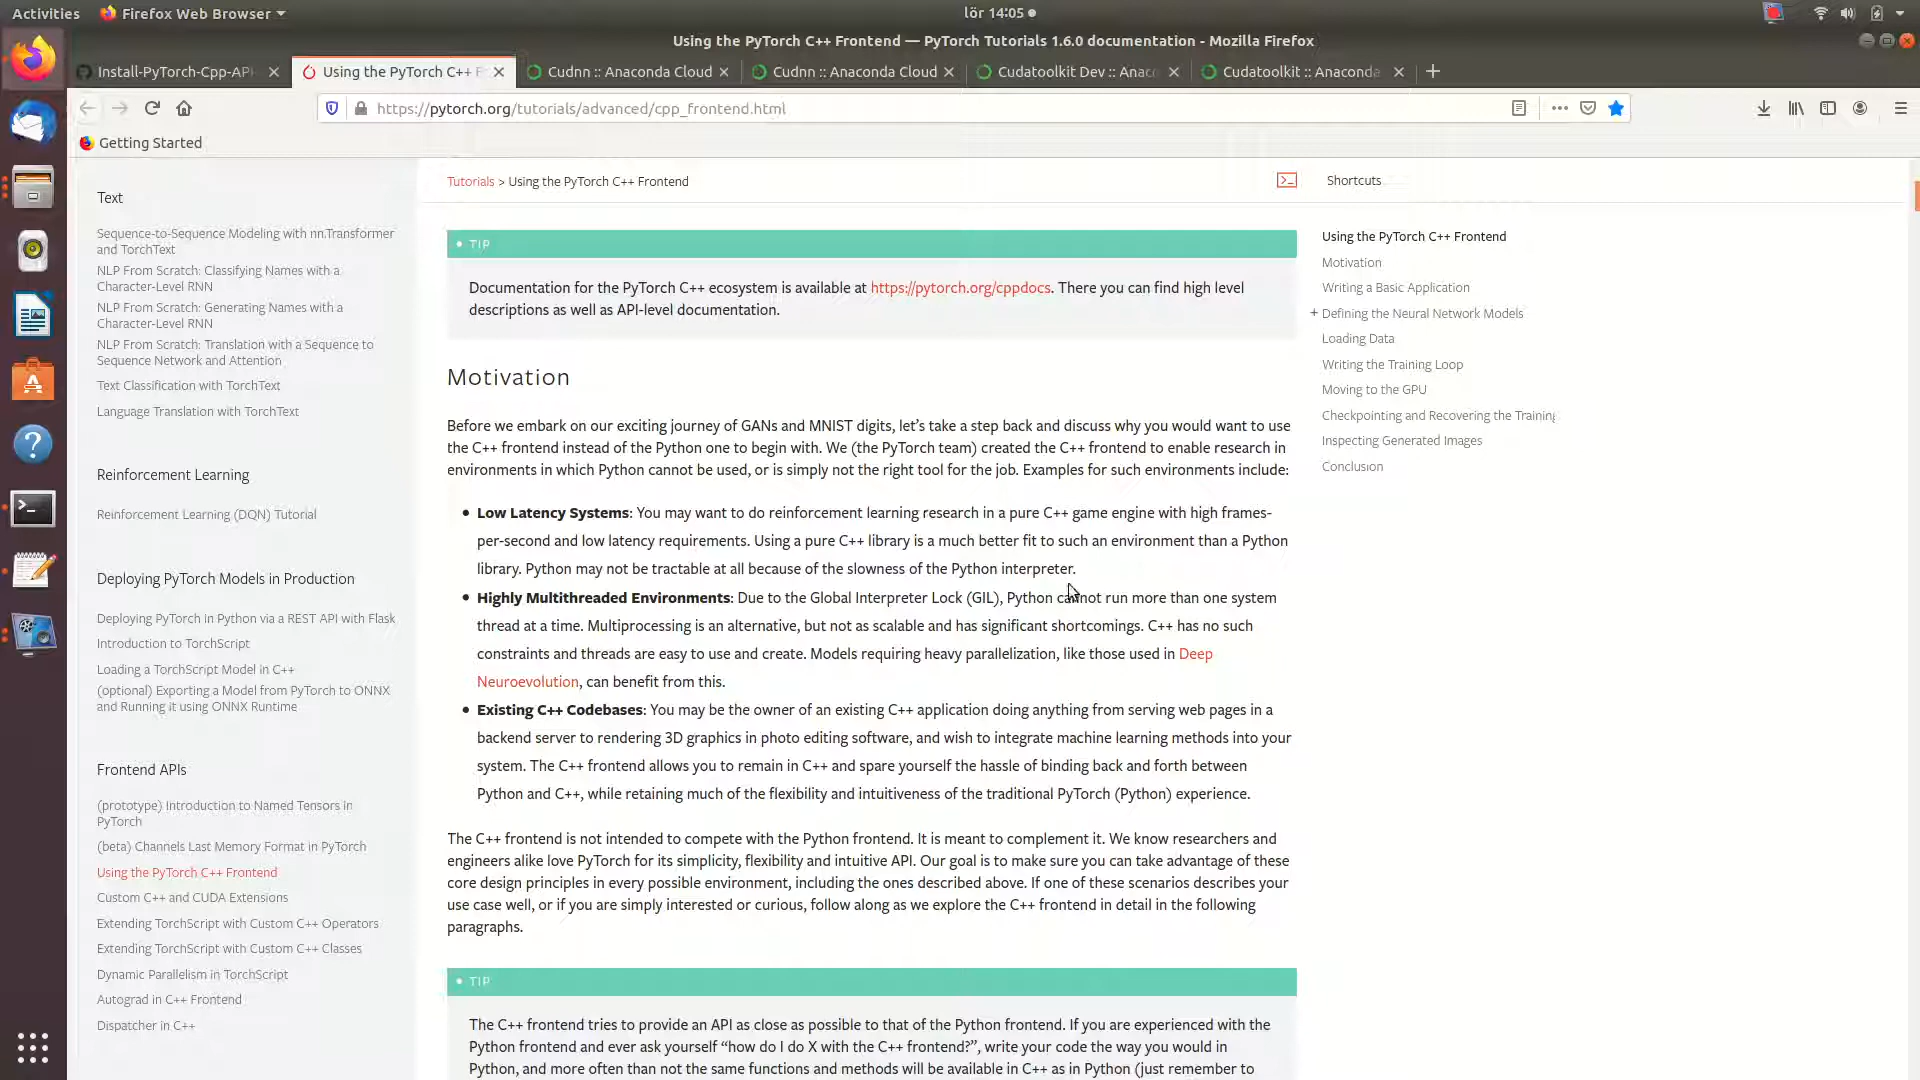 Activities
Firefox Web Browser
lör 14:05
Using the PyTorch C++ Frontend — PyTorch Tutorials 1.6.0 documentation - Mozilla Firefox
Install-PyTorch-Cpp-API
Using the PyTorch C++ F
Cudnn :: Anaconda Cloud
Cudnn :: Anaconda Cloud
Cudatoolkit Dev :: Anac
Cudatoolkit :: Anaconda
https://pytorch.org/tutorials/advanced/cpp_frontend.html
Getting Started
Text
Sequence-to-Sequence Modeling with nn.Transformer
and TorchText
NLP From Scratch: Classifying Names with a
Character-Level RNN
NLP From Scratch: Generating Names with a
Character-Level RNN
NLP From Scratch: Translation with a Sequence to
Sequence Network and Attention
Text Classification with TorchText
Language Translation with TorchText
Reinforcement Learning
Reinforcement Learning (DQN) Tutorial
Deploying PyTorch Models in Production
Deploying PyTorch in Python via a REST API with Flask
Introduction to TorchScript
Loading a TorchScript Model in C++
(optional) Exporting a Model from PyTorch to ONNX
and Running it using ONNX Runtime
Frontend APIs
(prototype) Introduction to Named Tensors in
PyTorch
(beta) Channels Last Memory Format in PyTorch
Using the PyTorch C++ Frontend
Custom C++ and CUDA Extensions
Extending TorchScript with Custom C++ Operators
Extending TorchScript with Custom C++ Classes
Dynamic Parallelism in TorchScript
Autograd in C++ Frontend
Dispatcher in C++
Tutorials > Using the PyTorch C++ Frontend
TIP
Documentation for the PyTorch C++ ecosystem is available at https://pytorch.org/cppdocs. There you can find high level
descriptions as well as API-level documentation.
Motivation
Before we embark on our exciting journey of GANs and MNIST digits, let’s take a step back and discuss why you would want to use
the C++ frontend instead of the Python one to begin with. We (the PyTorch team) created the C++ frontend to enable research in
environments in which Python cannot be used, or is simply not the right tool for the job. Examples for such environments include:
• Low Latency Systems: You may want to do reinforcement learning research in a pure C++ game engine with high frames-
per-second and low latency requirements. Using a pure C++ library is a much better fit to such an environment than a Python
library. Python may not be tractable at all because of the slowness of the Python interpreter.
• Highly Multithreaded Environments: Due to the Global Interpreter Lock (GIL), Python cannot run more than one system
thread at a time. Multiprocessing is an alternative, but not as scalable and has significant shortcomings. C++ has no such
constraints and threads are easy to use and create. Models requiring heavy parallelization, like those used in Deep
Neuroevolution, can benefit from this.
• Existing C++ Codebases: You may be the owner of an existing C++ application doing anything from serving web pages in a
backend server to rendering 3D graphics in photo editing software, and wish to integrate machine learning methods into your
system. The C++ frontend allows you to remain in C++ and spare yourself the hassle of binding back and forth between
Python and C++, while retaining much of the flexibility and intuitiveness of the traditional PyTorch (Python) experience.
The C++ frontend is not intended to compete with the Python frontend. It is meant to complement it. We know researchers and
engineers alike love PyTorch for its simplicity, flexibility and intuitive API. Our goal is to make sure you can take advantage of these
core design principles in every possible environment, including the ones described above. If one of these scenarios describes your
use case well, or if you are simply interested or curious, follow along as we explore the C++ frontend in detail in the following
paragraphs.
TIP
The C++ frontend tries to provide an API as close as possible to that of the Python frontend. If you are experienced with the
Python frontend and ever ask yourself “how do I do X with the C++ frontend?”, write your code the way you would in
Python, and more often than not the same functions and methods will be available in C++ as in Python (just remember to
Shortcuts
Using the PyTorch C++ Frontend
Motivation
Writing a Basic Application
+ Defining the Neural Network Models
Loading Data
Writing the Training Loop
Moving to the GPU
Checkpointing and Recovering the Training
Inspecting Generated Images
Conclusion